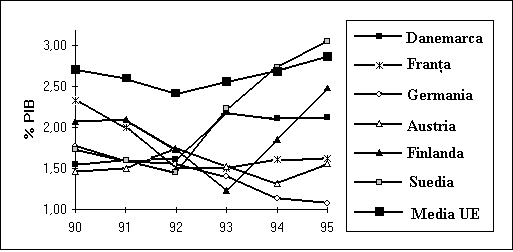 3,00
2,50
2,00
1,50
1,00
% PIB
90 91 92 93 94 95
Danemarca
Franța
Germania
Austria
Finlanda
Suedia
Media UE